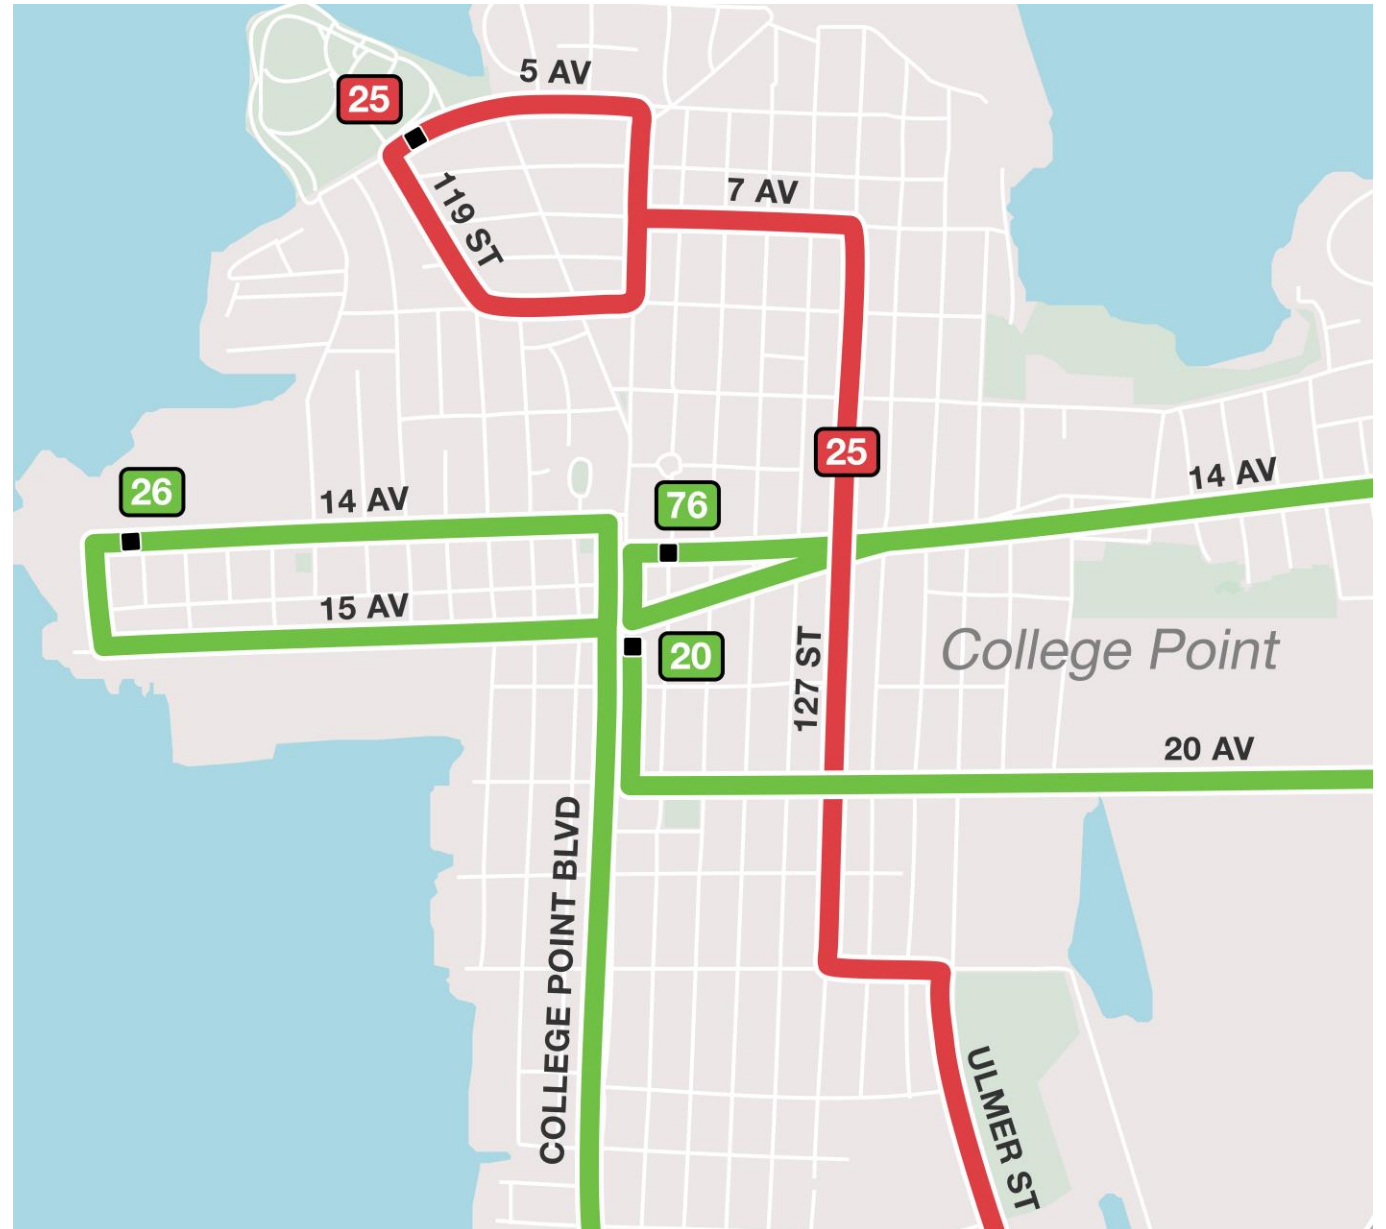 5 AV
25
119 ST
7 AV
25
14 AV
26
14 AV
76
15 AV
20
127 ST
College Point
20 AV
COLLEGE POINT BLVD
ULMER ST